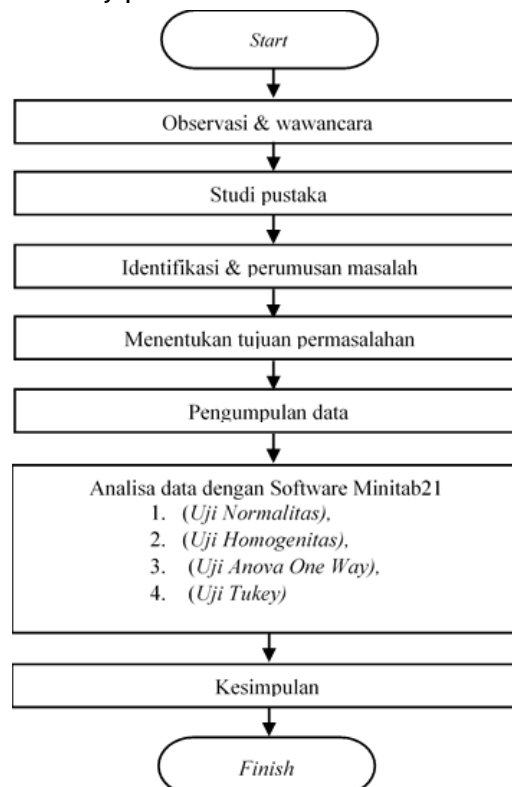 Start
Observasi & wawancara
Studi pustaka
Identifikasi & perumusan masalah
Menentukan tujuan permasalahan
Pengumpulan data
Analisa data dengan Software Minitab21
1. (Uji Normalitas),
2. (Uji Homogenitas),
3. (Uji Anova One Way),
4. (Uji Tukey)
Kesimpulan
Finish